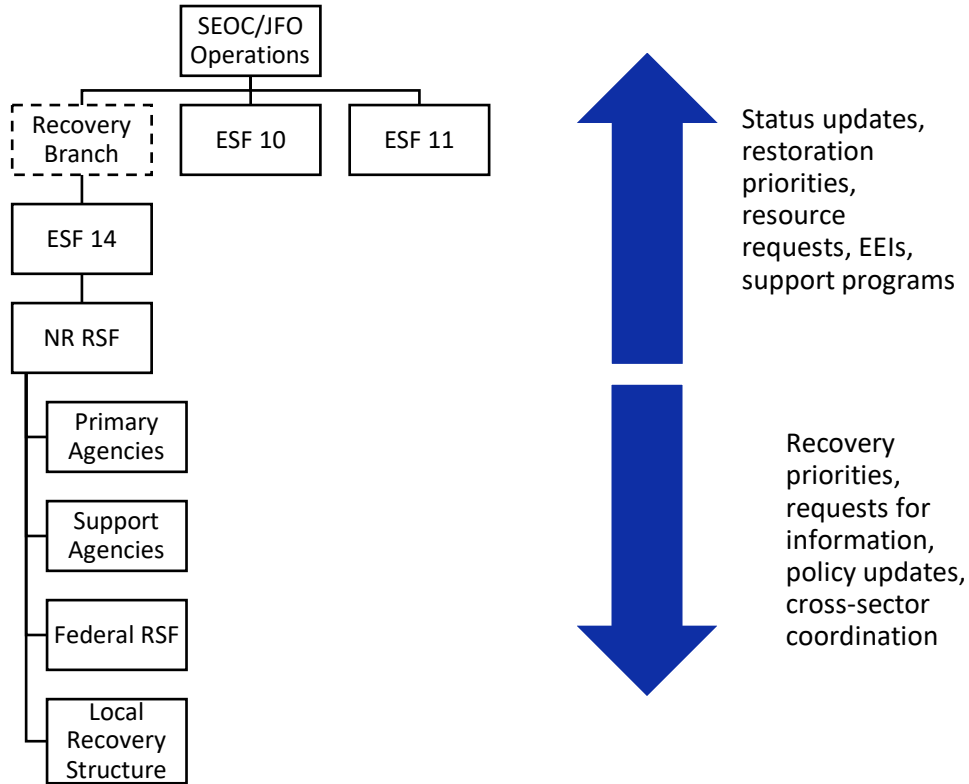 SEOC/JFO
Operations
Recovery
Branch
ESF 10
ESF 11
ESF 14
NR RSF
Primary
Agencies
Support
Agencies
Federal RSF
Local
Recovery
Structure
Status updates,
restoration
priorities,
resource
requests, EEIs,
support programs
Recovery
priorities,
requests for
information,
policy updates,
cross-sector
coordination